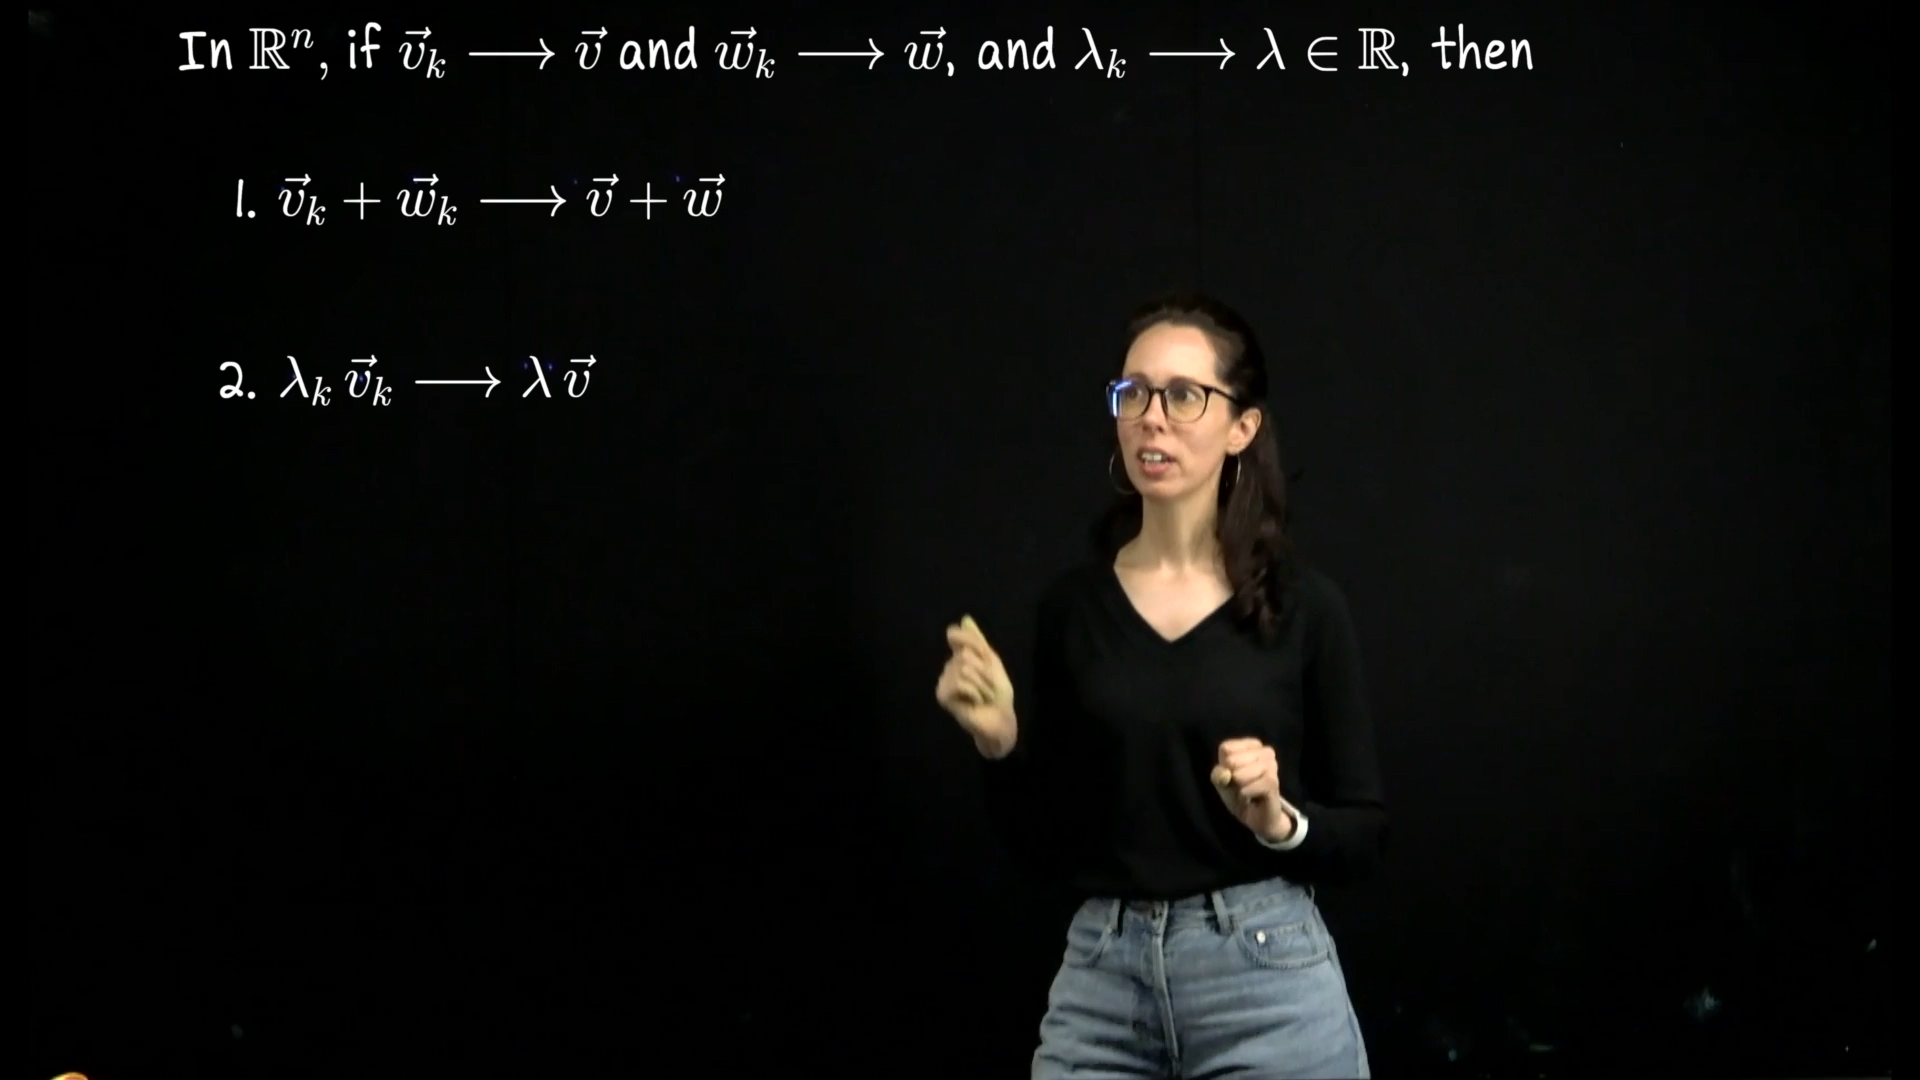 In ℝⁿ, if v⃗ₖ ⟶ v⃗ and w⃗ₖ ⟶ w⃗, and λₖ ⟶ λ ∈ ℝ, then
1. v⃗ₖ + w⃗ₖ ⟶ v⃗ + w⃗
2. λₖ v⃗ₖ ⟶ λ v⃗